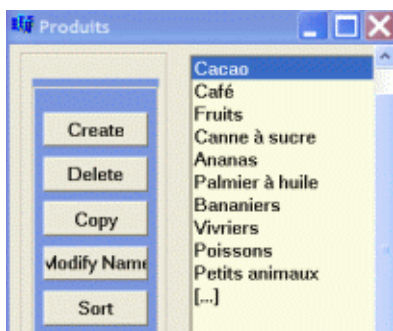 Produits
Create
Delete
Copy
Modify Name
Sort
Cacao
Café
Fruits
Canne à sucre
Ananas
Palmier à huile
Bananiers
Vivriers
Poissons
Petits animaux
[...]